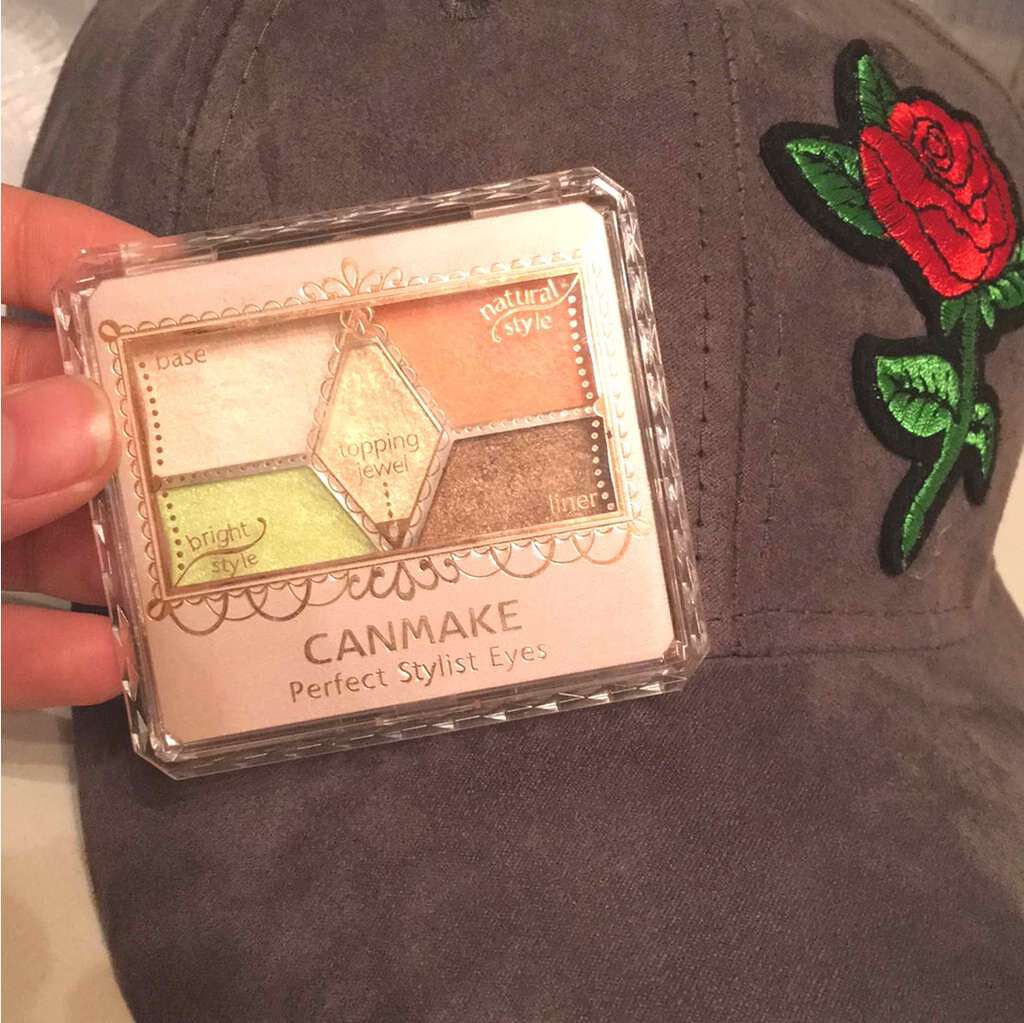 base
natural
style
topping
jewel
bright
style
liner
CANMAKE
Perfect Stylist Eyes